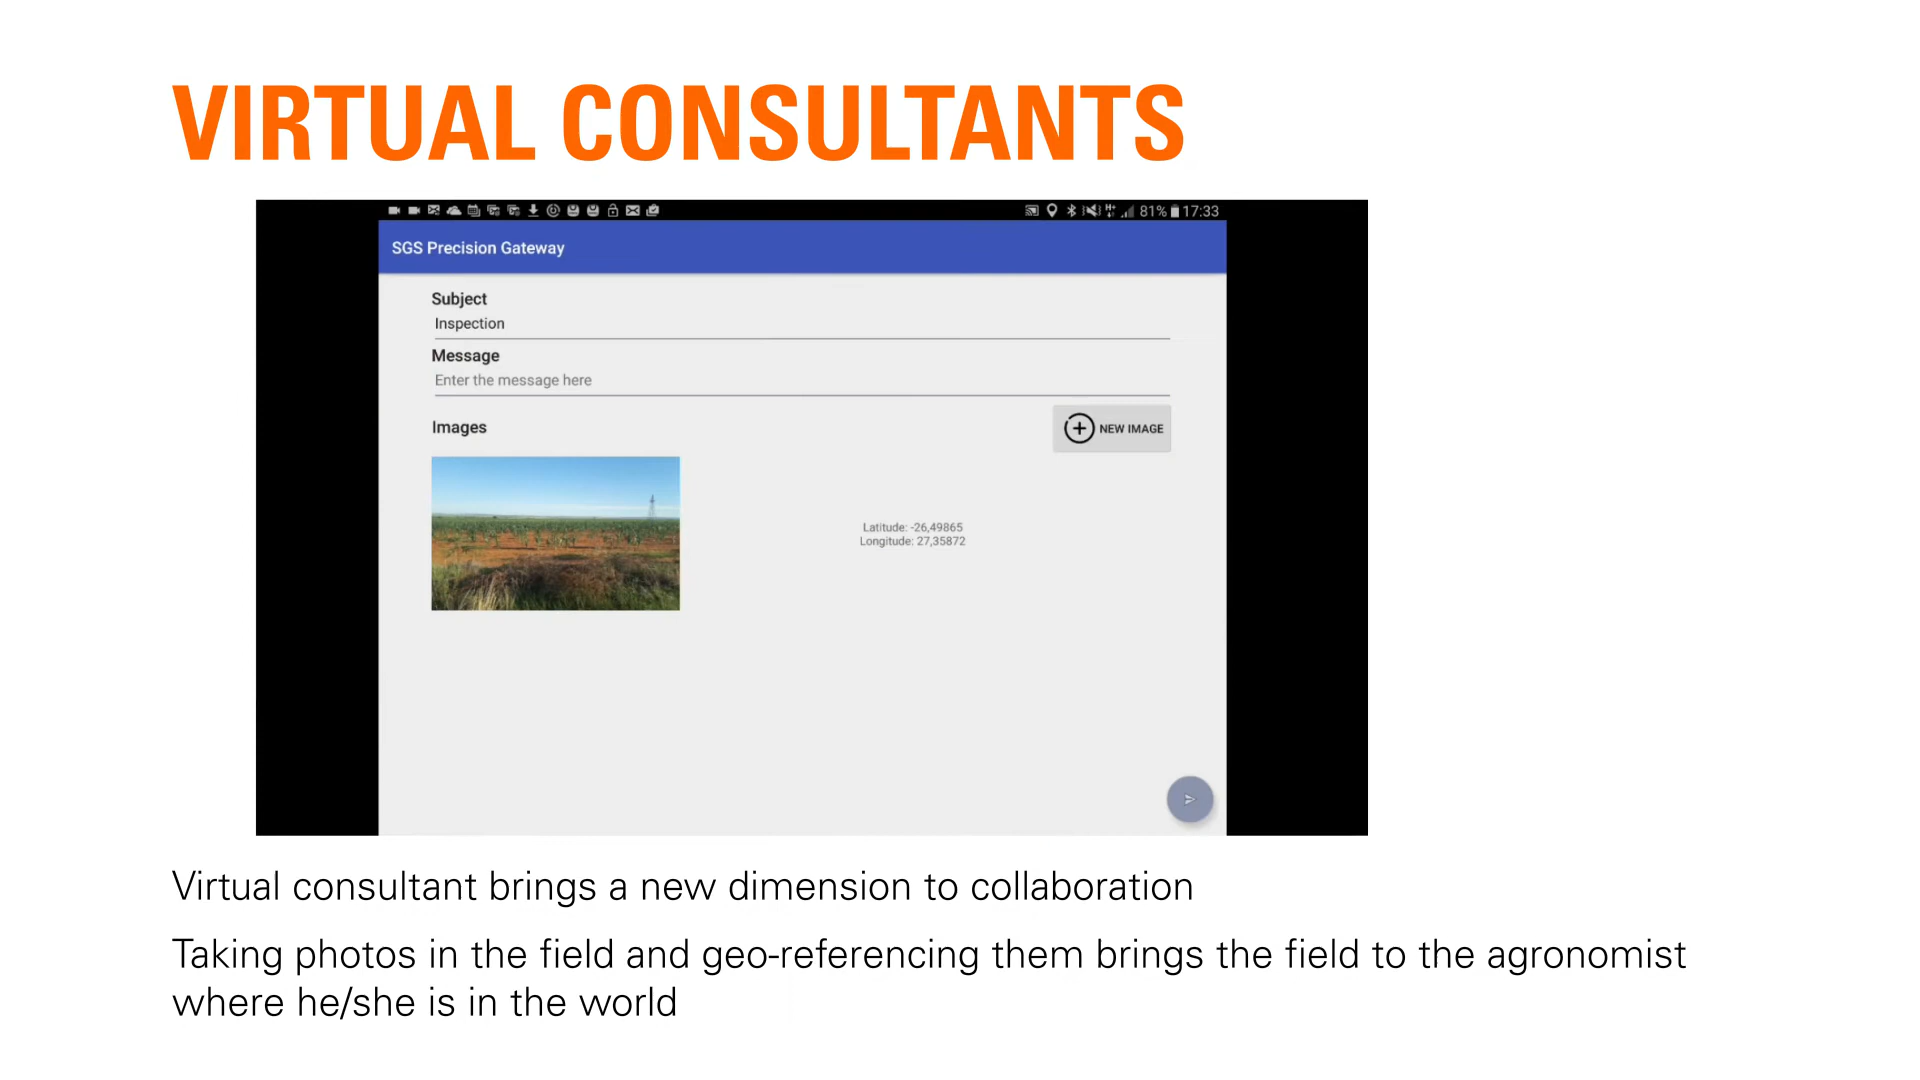 VIRTUAL CONSULTANTS
81% 17:33
SGS Precision Gateway
Subject
Inspection
Message
Enter the message here
Images
NEW IMAGE
Latitude: -26,49865
Longitude: 27,35872
Virtual consultant brings a new dimension to collaboration
Taking photos in the field and geo-referencing them brings the field to the agronomist
where he/she is in the world